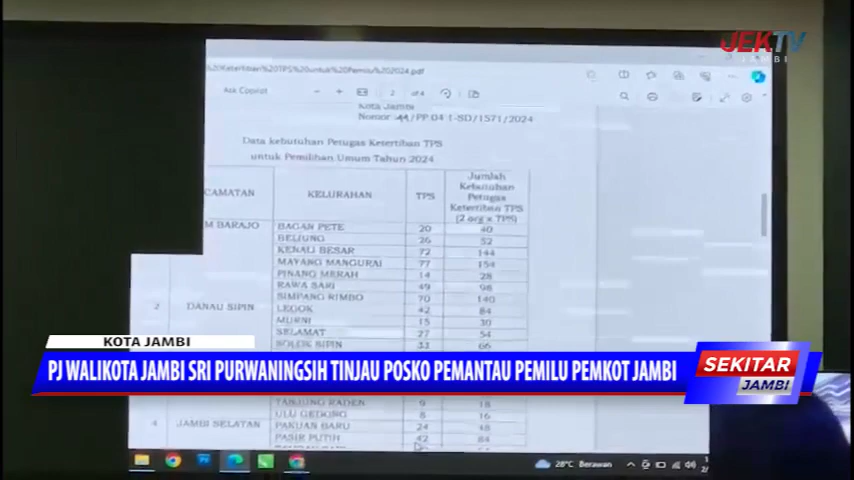 JEKTV
JAMBI
%20Ketertiban%20TPS%20untuk%20Pemilu%202024.pdf
Ask Copilot
2 of 4
Kota Jambi
/PP.04.1-SD/1571/2024
Data kebutuhan Petugas Ketertiban TPS
untuk Pemilihan Umum Tahun 2024
CAMATAN KELURAHAN TPS Jumlah Kebutuhan Petugas Ketertiban TPS (2 org x TPS)
M BARAJO BAGAN PETE 20 40
BELIUNG 26 52
KENALI BESAR 72 144
MAYANG MANGURAI 77 154
PINANG MERAH 14 28
RAWA SARI 49 98
SIMPANG RIMBO 70 140
2 DANAU SIPIN LEGOK 42 84
MURNI 15 30
SELAMAT 27 54
SOLOK SIPIN 33 66
KOTA JAMBI
PJ WALIKOTA JAMBI SRI PURWANINGSIH TINJAU POSKO PEMANTAU PEMILU PEMKOT JAMBI
SEKITAR
JAMBI
TANJUNG RADEN 9 18
ULU GEDONG 8 16
4 JAMBI SELATAN PAKUAN BARU 24 48
PASIR PUTIH 42 84
28°C Berawan